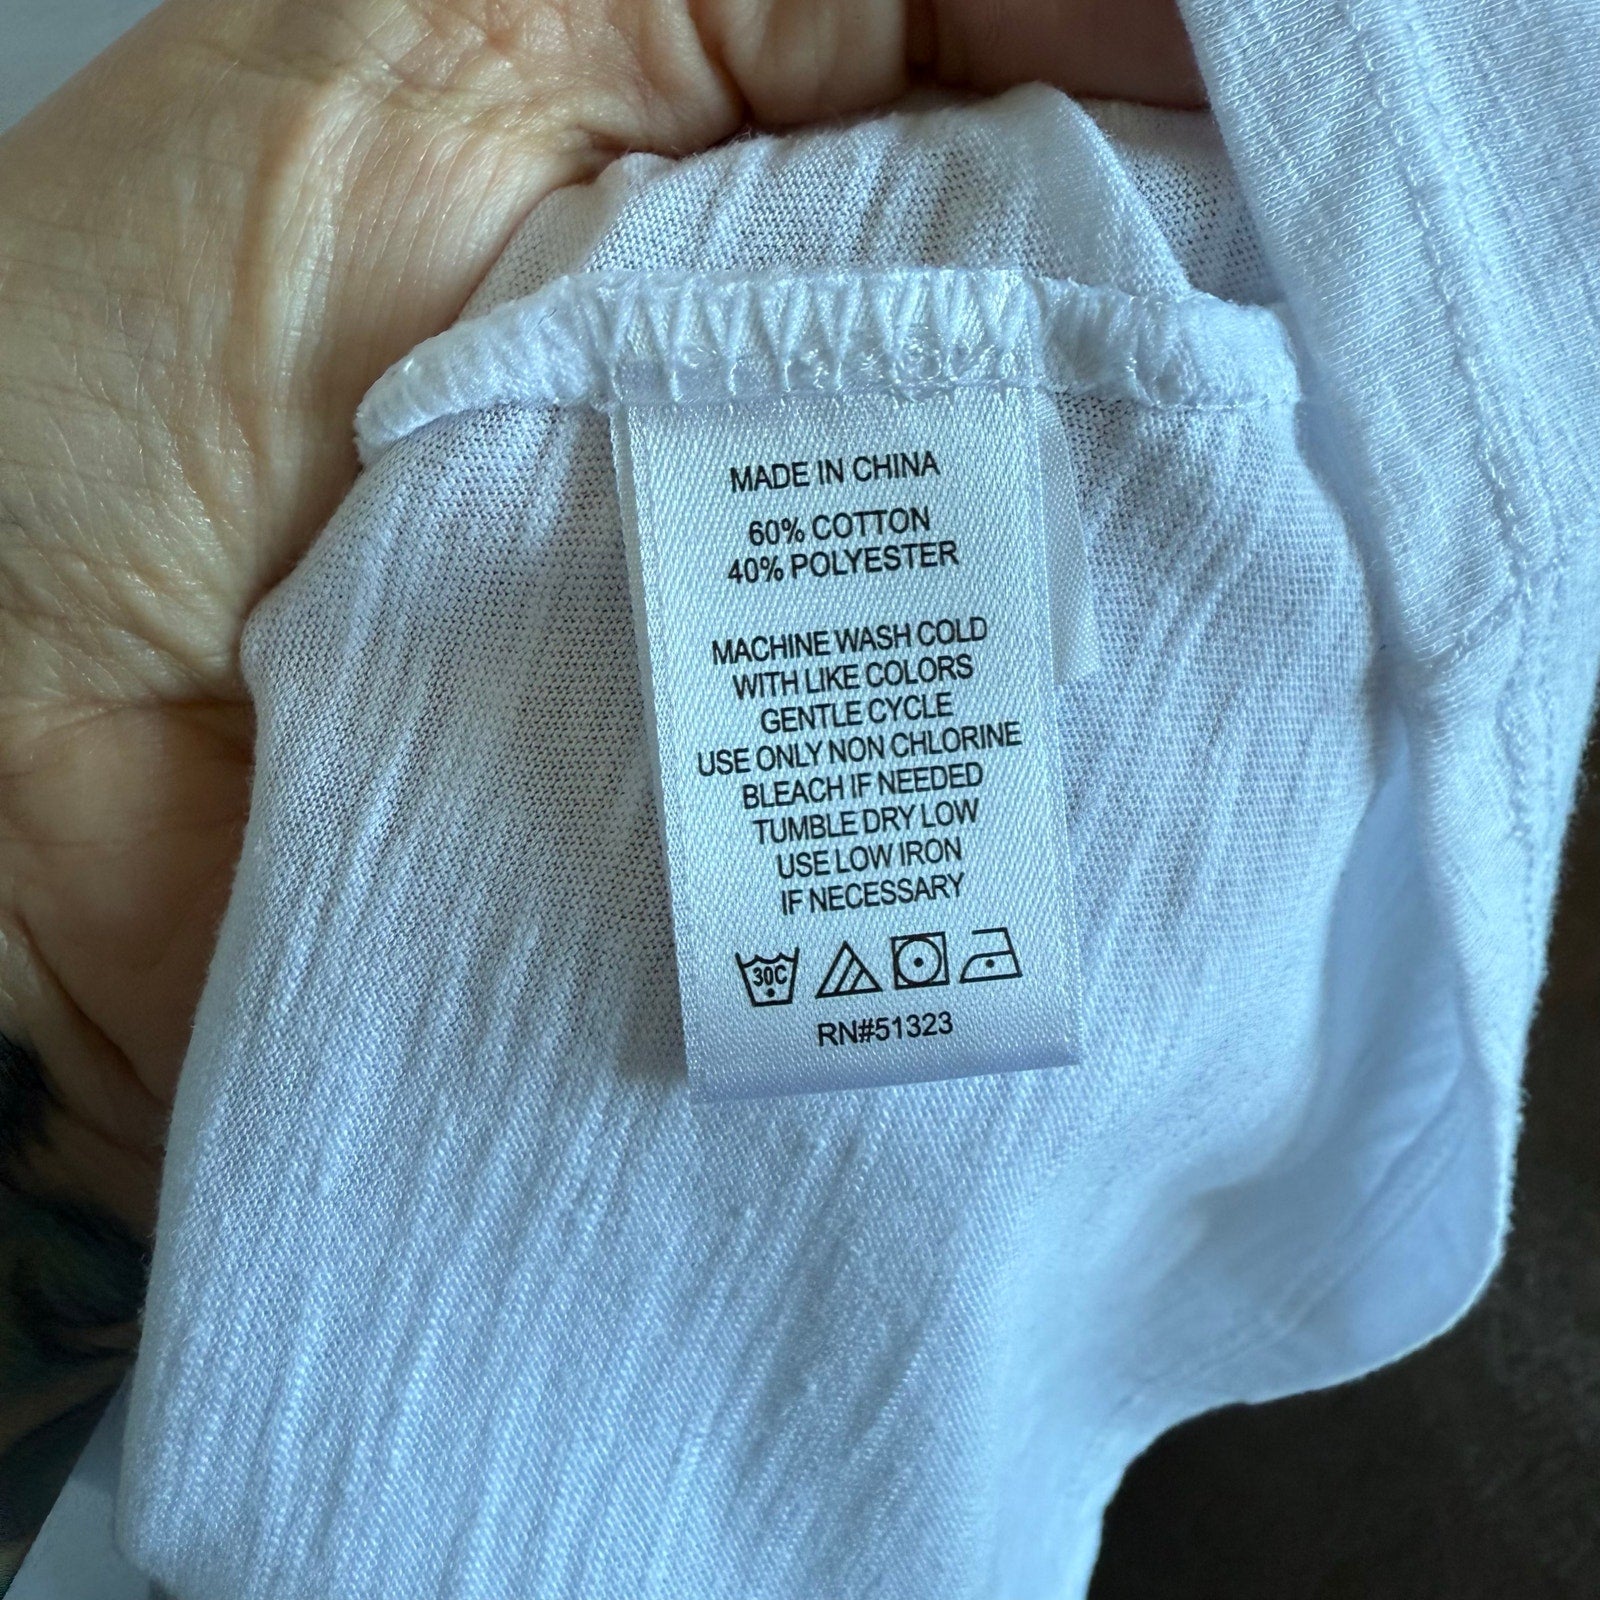 MADE IN CHINA
60% COTTON
40% POLYESTER
MACHINE WASH COLD
WITH LIKE COLORS
GENTLE CYCLE
USE ONLY NON CHLORINE
BLEACH IF NEEDED
TUMBLE DRY LOW
USE LOW IRON
IF NECESSARY
30C
RN#51323